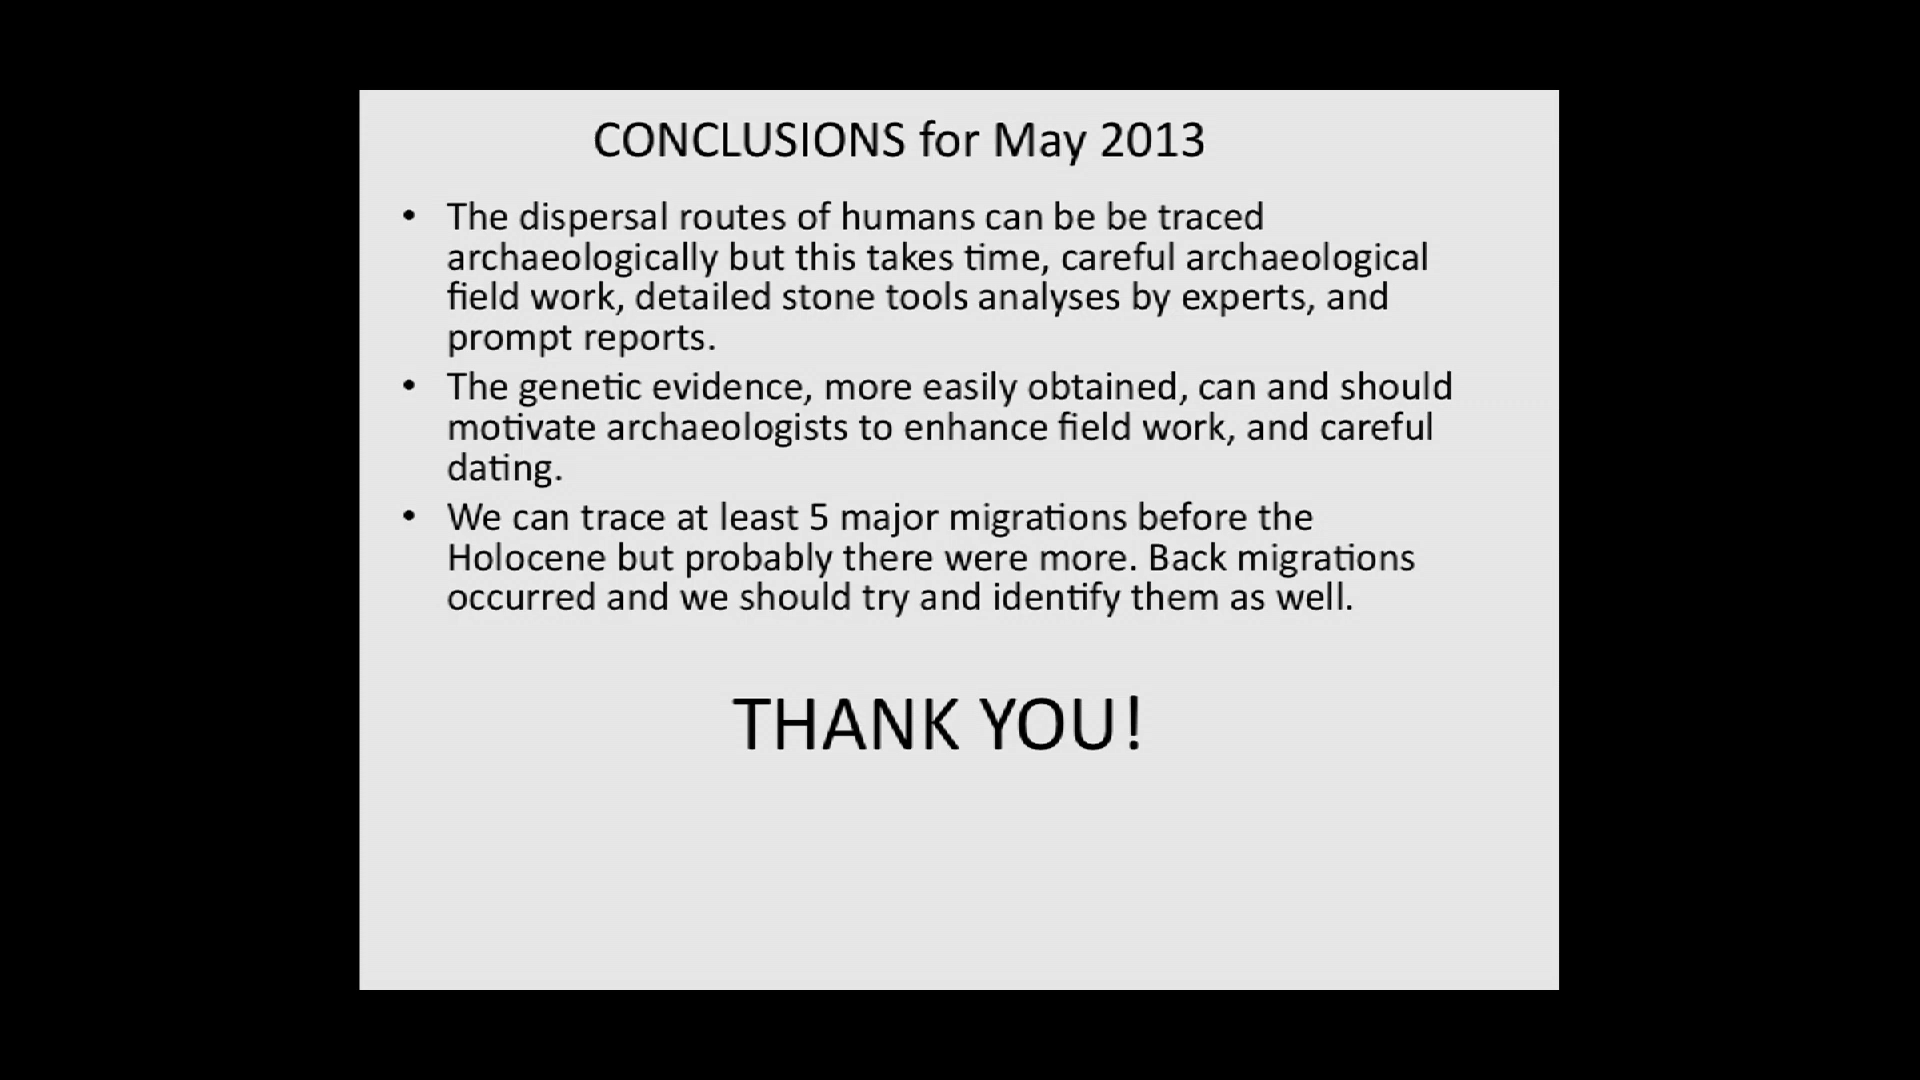 CONCLUSIONS for May 2013
• The dispersal routes of humans can be be traced
archaeologically but this takes time, careful archaeological
field work, detailed stone tools analyses by experts, and
prompt reports.
• The genetic evidence, more easily obtained, can and should
motivate archaeologists to enhance field work, and careful
dating.
• We can trace at least 5 major migrations before the
Holocene but probably there were more. Back migrations
occurred and we should try and identify them as well.
THANK YOU!